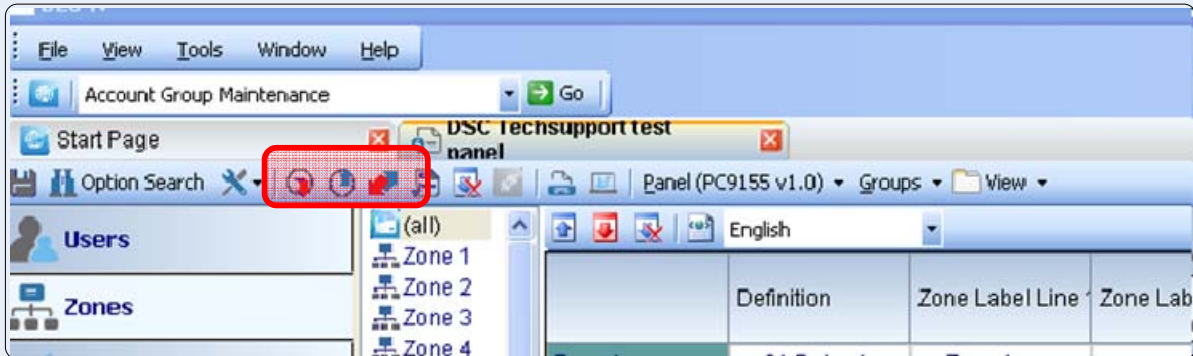 File View Tools Window Help
Account Group Maintenance Go
Start Page DSC Techsupport test
panel
Option Search Panel (PC9155 v1.0) Groups View
Users
(all)
English
Zone 1
Zones
Zone 2
Definition Zone Label Line Zone Lab
Zone 3
Zone 4